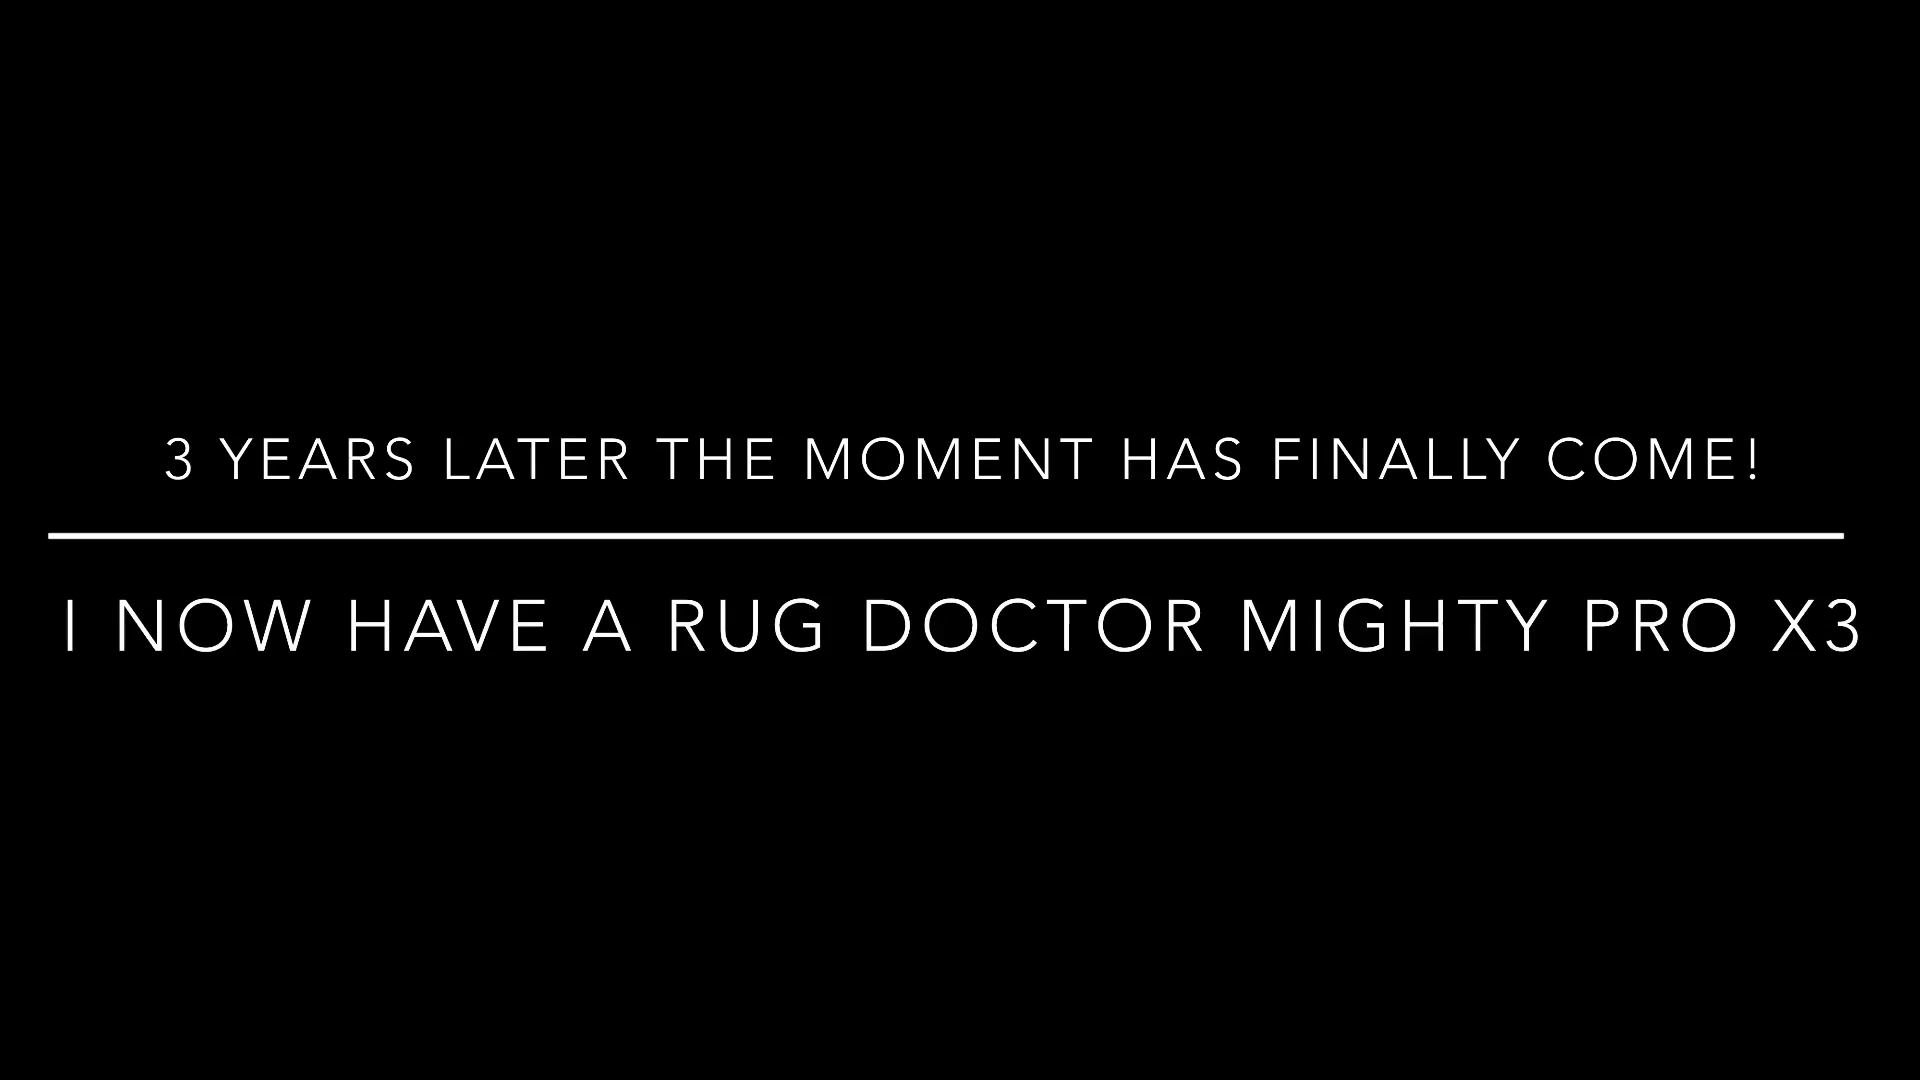 3 YEARS LATER THE MOMENT HAS FINALLY COME!
I NOW HAVE A RUG DOCTOR MIGHTY PRO X3